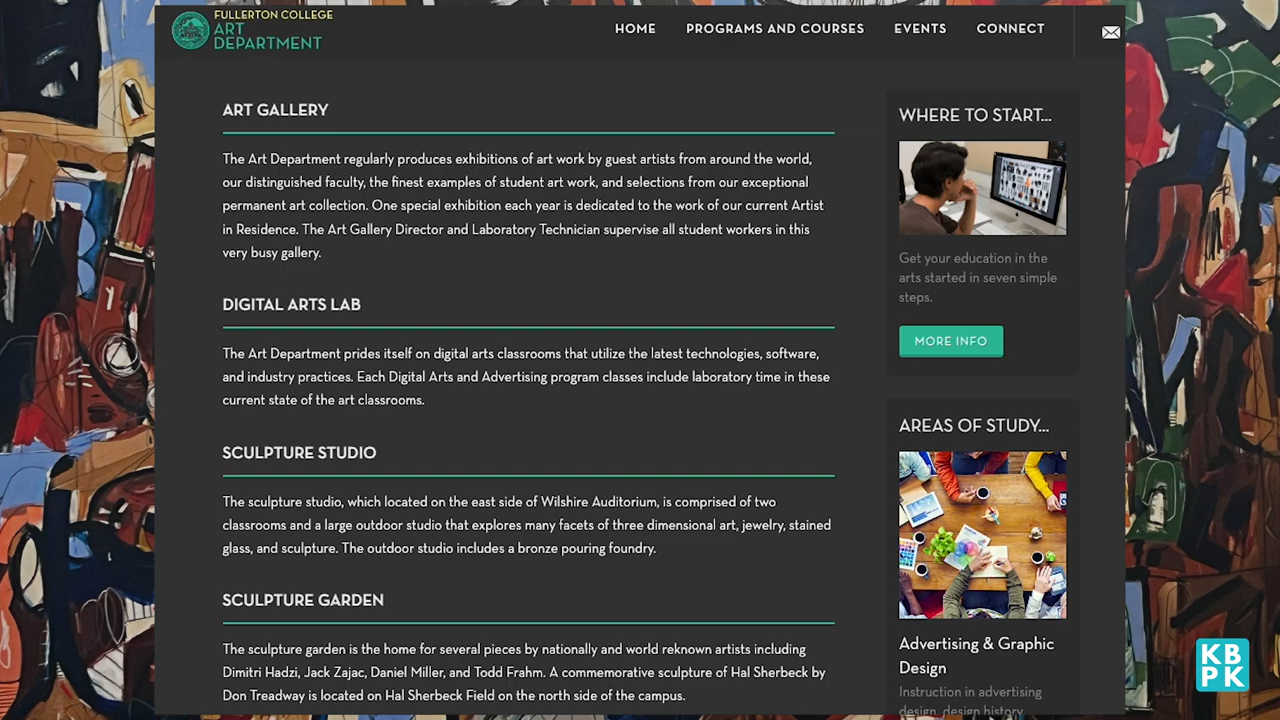 FULLERTON COLLEGE
ART
DEPARTMENT
HOME PROGRAMS AND COURSES EVENTS CONNECT
ART GALLERY
The Art Department regularly produces exhibitions of art work by guest artists from around the world,
our distinguished faculty, the finest examples of student art work, and selections from our exceptional
permanent art collection. One special exhibition each year is dedicated to the work of our current Artist
in Residence. The Art Gallery Director and Laboratory Technician supervise all student workers in this
very busy gallery.
DIGITAL ARTS LAB
The Art Department prides itself on digital arts classrooms that utilize the latest technologies, software,
and industry practices. Each Digital Arts and Advertising program classes include laboratory time in these
current state of the art classrooms.
SCULPTURE STUDIO
The sculpture studio, which located on the east side of Wilshire Auditorium, is comprised of two
classrooms and a large outdoor studio that explores many facets of three dimensional art, jewelry, stained
glass, and sculpture. The outdoor studio includes a bronze pouring foundry.
SCULPTURE GARDEN
The sculpture garden is the home for several pieces by nationally and world reknown artists including
Dimitri Hadzi, Jack Zajac, Daniel Miller, and Todd Frahm. A commemorative sculpture of Hal Sherbeck by
Don Treadway is located on Hal Sherbeck Field on the north side of the campus.
WHERE TO START...
Get your education in the
arts started in seven simple
steps.
MORE INFO
AREAS OF STUDY...
Advertising & Graphic
Design
Instruction in advertising
design, design history
KB
PK